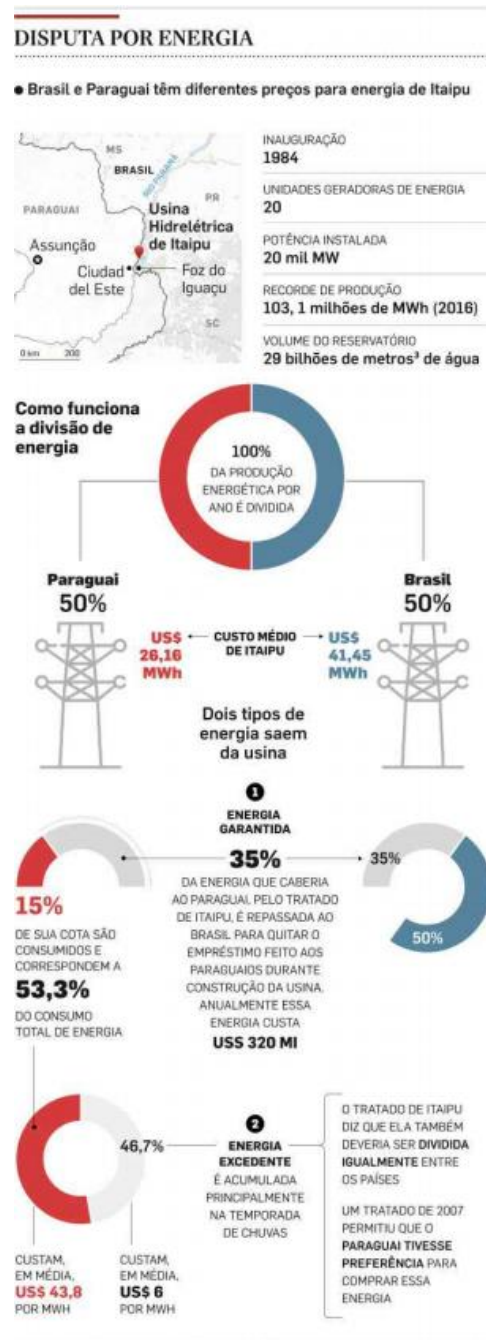 DISPUTA POR ENERGIA
● Brasil e Paraguai têm diferentes preços para energia de Itaipu
MS
BRASIL
RIO PARANÁ
PARAGUAI
PR
Usina
Hidrelétrica
de Itaipu
Assunção
Ciudad
del Este
Foz do
Iguaçu
SC
0 km 200
INAUGURAÇÃO
1984
UNIDADES GERADORAS DE ENERGIA
20
POTÊNCIA INSTALADA
20 mil MW
RECORDE DE PRODUÇÃO
103, 1 milhões de MWh (2016)
VOLUME DO RESERVATÓRIO
29 bilhões de metros³ de água
Como funciona
a divisão de
energia
100%
DA PRODUÇÃO
ENERGÉTICA POR
ANO É DIVIDIDA
Paraguai
50%
Brasil
50%
US$
26,16
MWh
CUSTO MÉDIO
DE ITAIPU
US$
41,45
MWh
Dois tipos de
energia saem
da usina
1
ENERGIA
GARANTIDA
35%
DA ENERGIA QUE CABERIA
AO PARAGUAI, PELO TRATADO
DE ITAIPU, É REPASSADA AO
BRASIL PARA QUITAR O
EMPRÉSTIMO FEITO AOS
PARAGUAIOS DURANTE
CONSTRUÇÃO DA USINA.
ANUALMENTE ESSA
ENERGIA CUSTA
US$ 320 MI
35%
50%
15%
DE SUA COTA SÃO
CONSUMIDOS E
CORRESPONDEM A
53,3%
DO CONSUMO
TOTAL DE ENERGIA
46,7%
2
ENERGIA
EXCEDENTE
É ACUMULADA
PRINCIPALMENTE
NA TEMPORADA
DE CHUVAS
O TRATADO DE ITAIPU
DIZ QUE ELA TAMBÉM
DEVERIA SER DIVIDIDA
IGUALMENTE ENTRE
OS PAÍSES
UM TRATADO DE 2007
PERMITIU QUE O
PARAGUAI TIVESSE
PREFERÊNCIA PARA
COMPRAR ESSA
ENERGIA
CUSTAM,
EM MÉDIA,
US$ 43,8
POR MWH
CUSTAM,
EM MÉDIA,
US$ 6
POR MWH